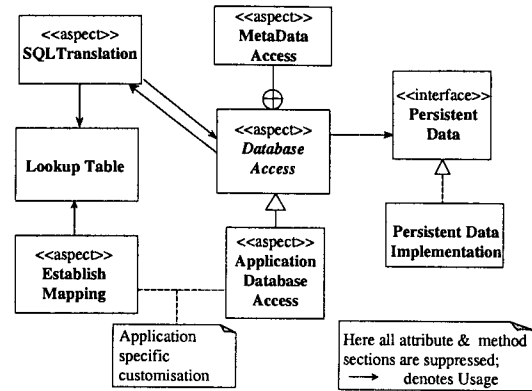 <<aspect>>
SQLTranslation
<<aspect>>
MetaData
Access
<<aspect>>
Database
Access
<<interface>>
Persistent
Data
Lookup Table
<<aspect>>
Establish
Mapping
<<aspect>>
Application
Database
Access
Persistent Data
Implementation
Application
specific
customisation
Here all attribute & method
sections are suppressed;
denotes Usage